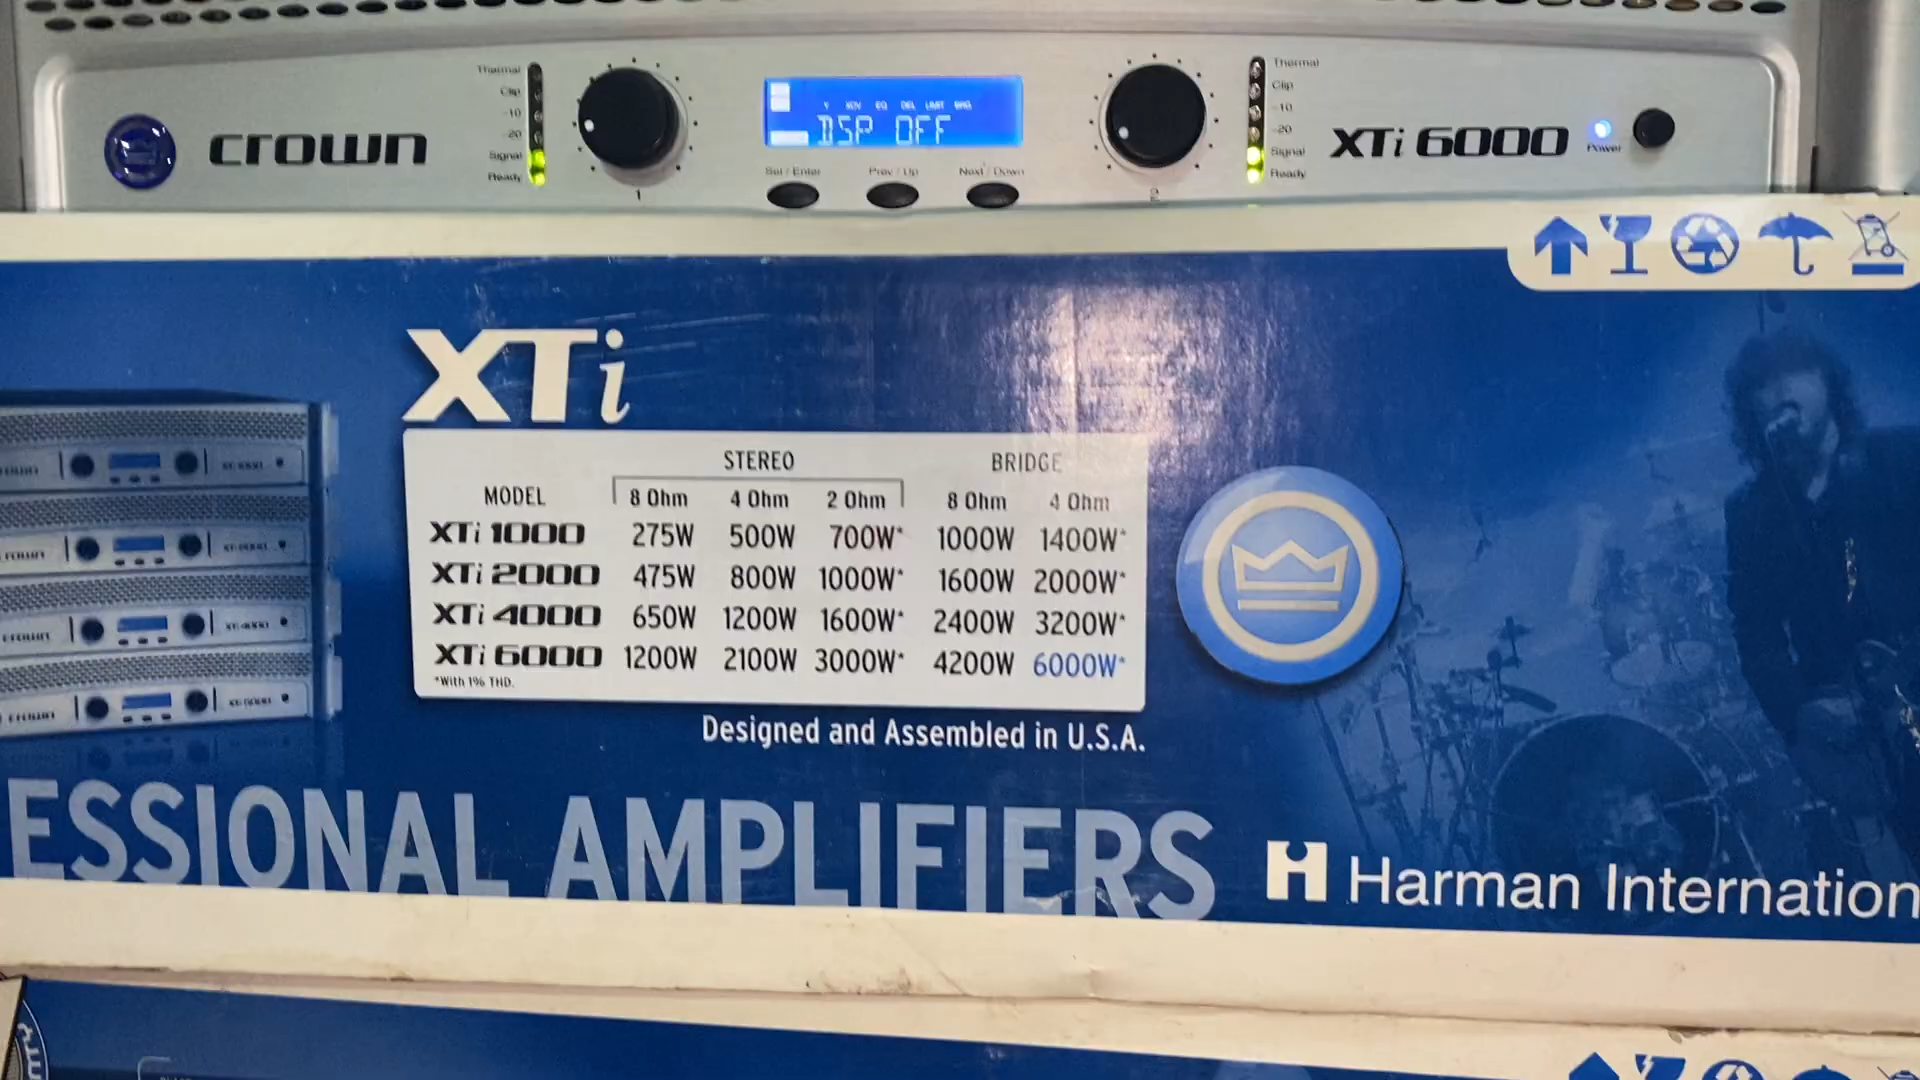 Thermal
Clip
-10
-20
Signal
Ready
crown
1
DSP OFF
Sel / Enter
Prev / Up
Next / Down
2
Thermal
Clip
-10
-20
Signal
Ready
XTi 6000
Power
XTi
STEREO BRIDGE
MODEL 8 Ohm 4 Ohm 2 Ohm 8 Ohm 4 Ohm
XTi 1000 275W 500W 700W* 1000W 1400W*
XTi 2000 475W 800W 1000W* 1600W 2000W*
XTi 4000 650W 1200W 1600W* 2400W 3200W*
XTi 6000 1200W 2100W 3000W* 4200W 6000W*
*With 1% THD.
Designed and Assembled in U.S.A.
ESSIONAL AMPLIFIERS
H Harman Internation